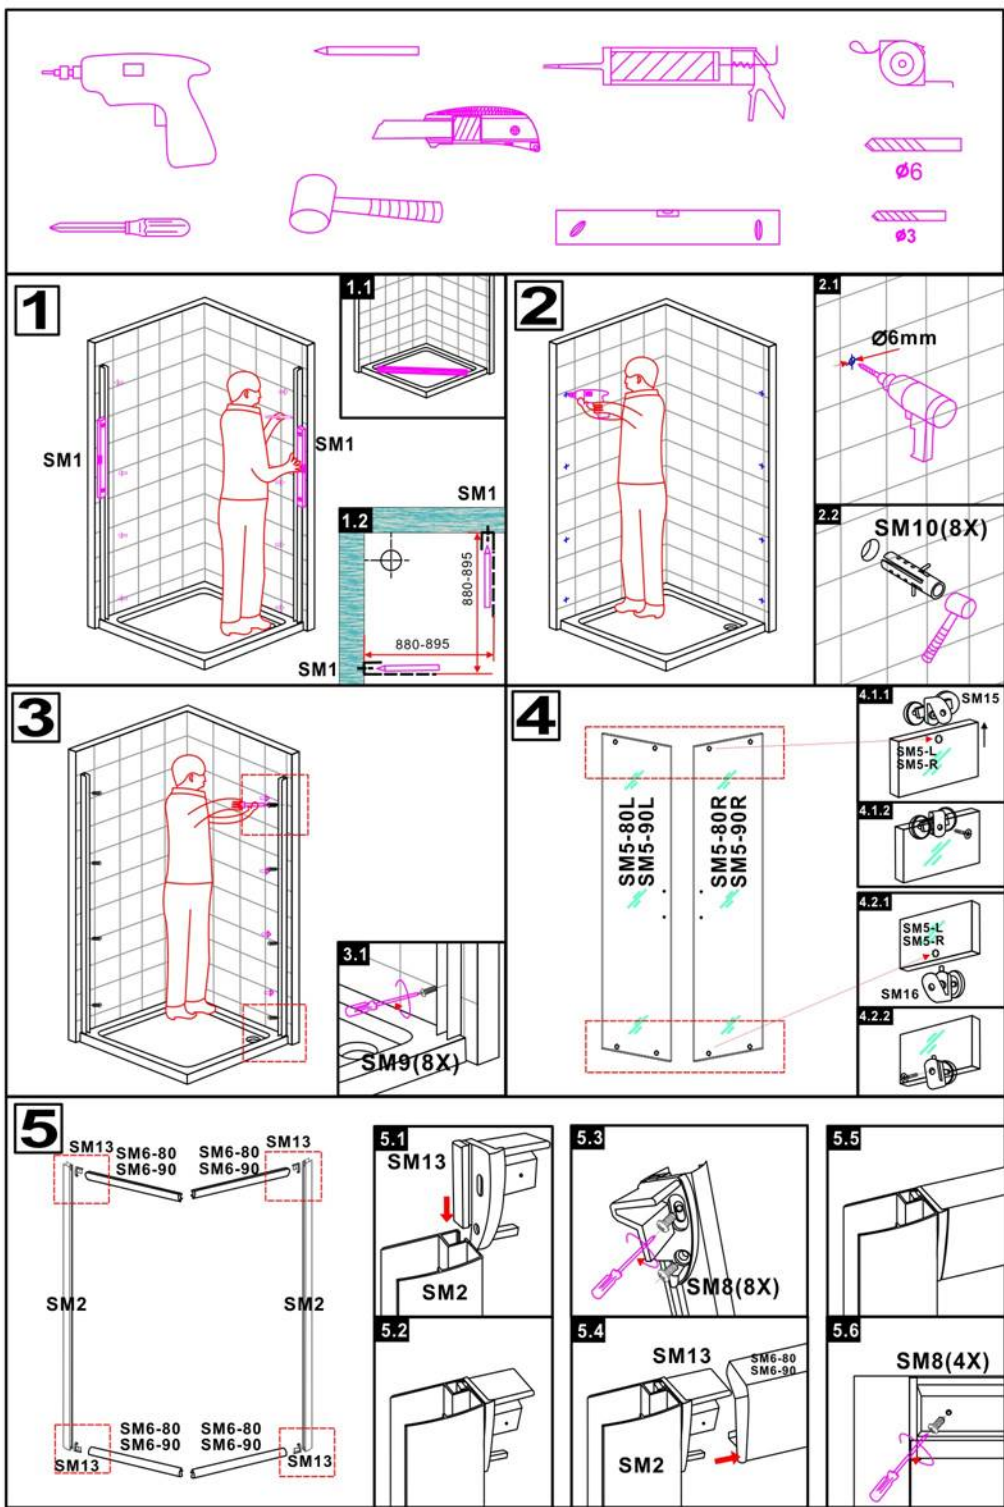 Ø6
Ø3
1
SM1
SM1
1.1
1.2
SM1
880-895
880-895
SM1
2
2.1
Ø6mm
2.2
SM10(8X)
3
3.1
SM9(8X)
4
SM5-80L
SM5-90L
SM5-80R
SM5-90R
4.1.1
SM15
SM5-L
SM5-R
4.1.2
4.2.1
SM5-L
SM5-R
SM16
4.2.2
5
SM13
SM6-80
SM6-90
SM6-80
SM6-90
SM13
SM2
SM2
SM6-80
SM6-90
SM6-80
SM6-90
SM13
SM13
5.1
SM13
SM2
5.2
5.3
SM8(8X)
5.4
SM13
SM6-80
SM6-90
SM2
5.5
5.6
SM8(4X)